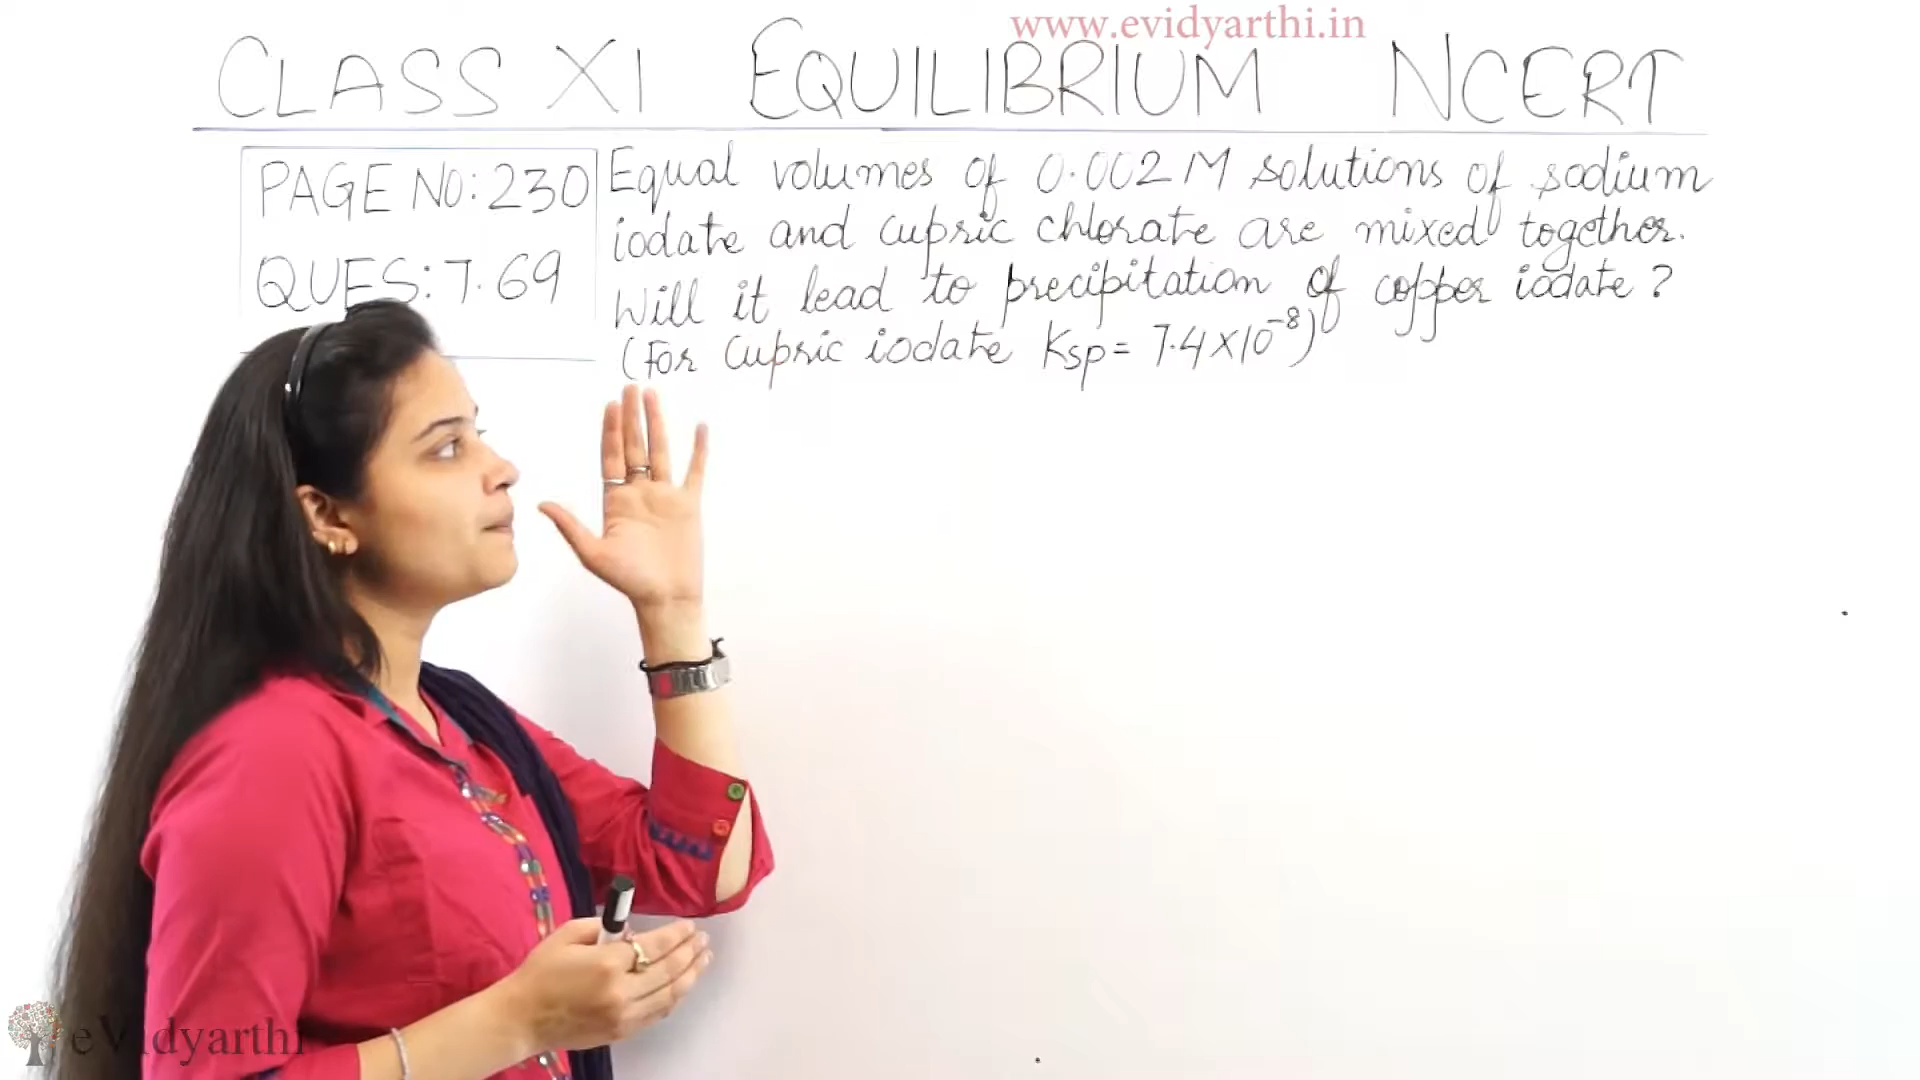 www.evidyarthi.in
CLASS XI EQUILIBRIUM NCERT
PAGE NO: 230
QUES: 7.69
Equal volumes of 0.002 M solutions of sodium
iodate and cupric chlorate are mixed together.
Will it lead to precipitation of copper iodate?
(For cupric iodate Ksp = 7.4 × 10⁻⁸)
eVidyarthi